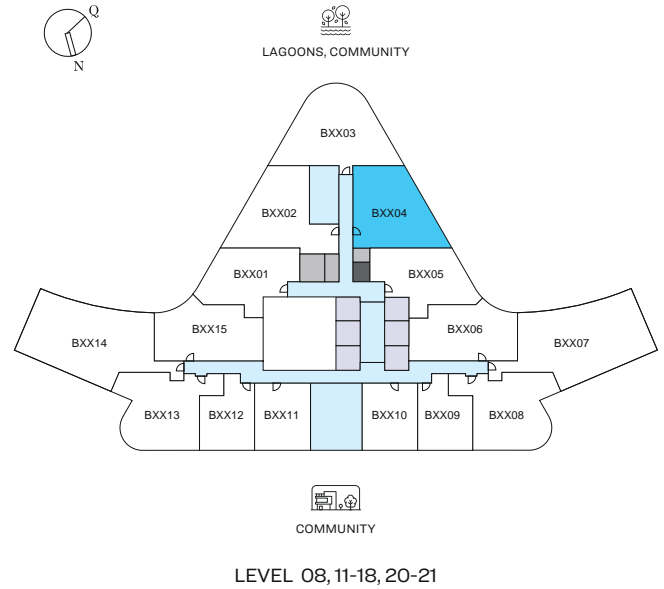 Q
N
LAGOONS, COMMUNITY
BXX03
BXX02
BXX04
BXX01
BXX05
BXX15
BXX06
BXX14
BXX07
BXX13
BXX12
BXX11
BXX10
BXX09
BXX08
COMMUNITY
LEVEL 08, 11-18, 20-21